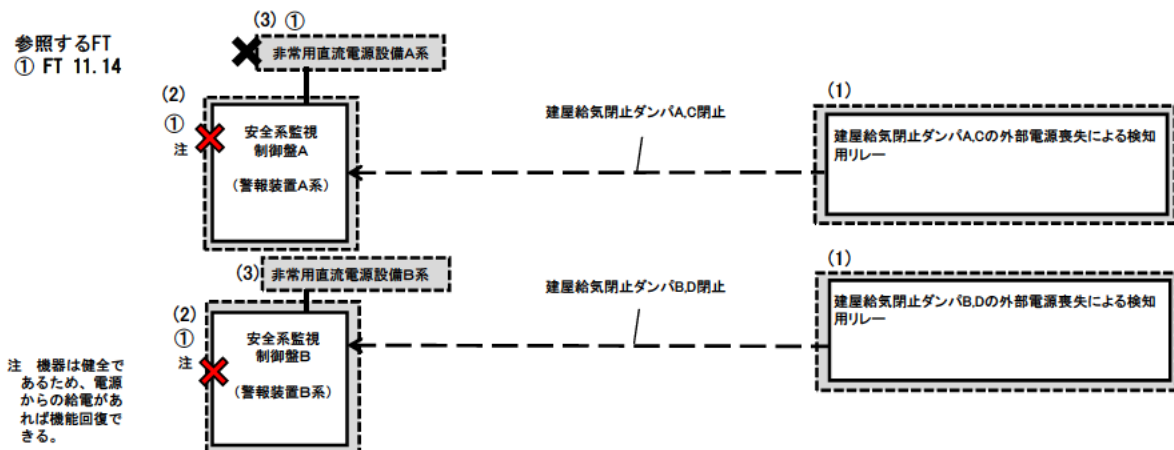 参照するFT
① FT 11.14
(3) ①
非常用直流電源設備A系
(2)
①
注
安全系監視
制御盤A
(警報装置A系)
建屋給気閉止ダンパA,C閉止
(1)
建屋給気閉止ダンパA,Cの外部電源喪失による検知
用リレー
(3)
非常用直流電源設備B系
(2)
①
注
安全系監視
制御盤B
(警報装置B系)
建屋給気閉止ダンパB,D閉止
(1)
建屋給気閉止ダンパB,Dの外部電源喪失による検知
用リレー
注 機器は健全で
あるため、電源
からの給電があ
れば機能回復で
きる。